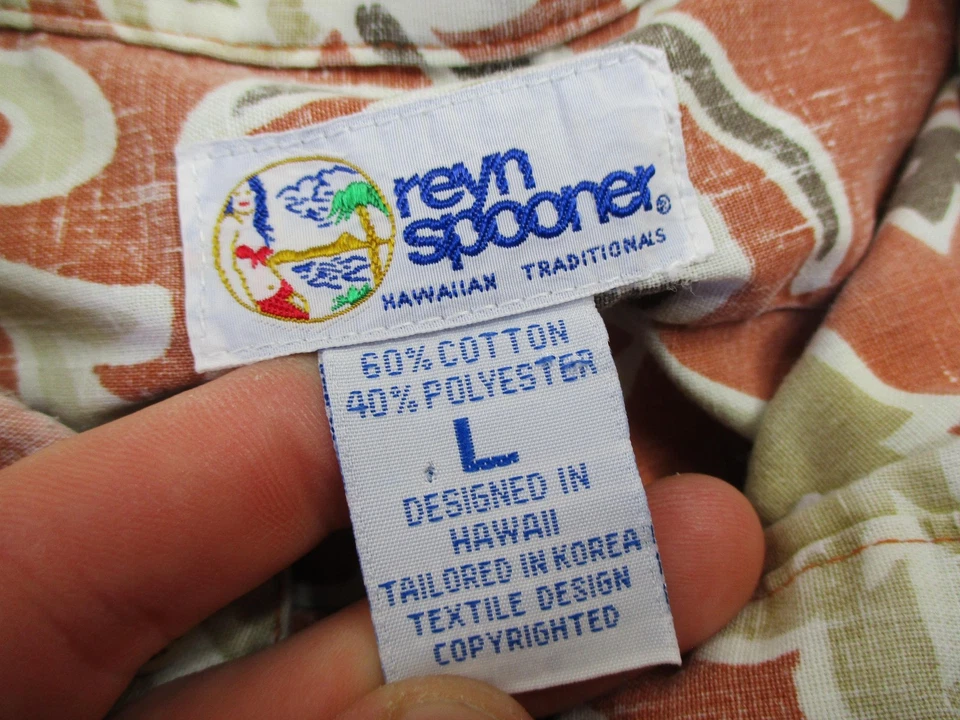 reyn
spooner®
HAWAIIAN TRADITIONALS
60% COTTON
40% POLYESTER
L
DESIGNED IN
HAWAII
TAILORED IN KOREA
TEXTILE DESIGN
COPYRIGHTED